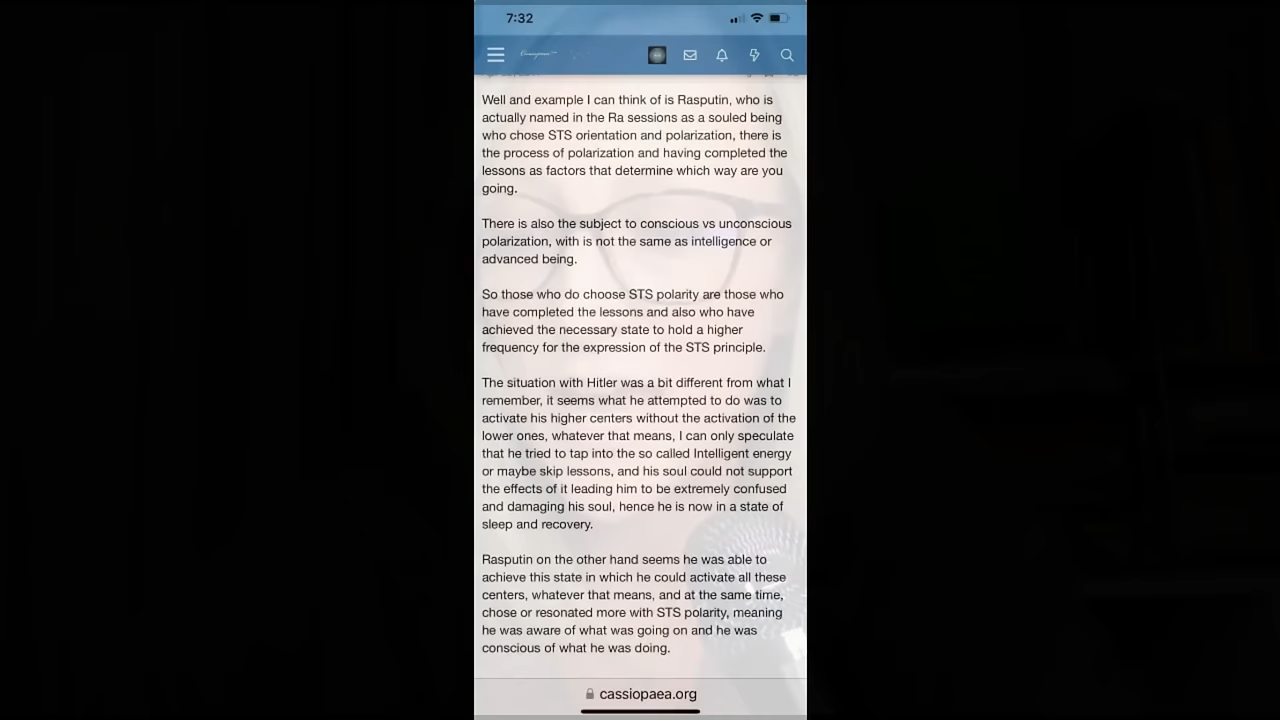 7:32
Cassiopaea
Well and example I can think of is Rasputin, who is
actually named in the Ra sessions as a souled being
who chose STS orientation and polarization, there is
the process of polarization and having completed the
lessons as factors that determine which way are you
going.
There is also the subject to conscious vs unconscious
polarization, with is not the same as intelligence or
advanced being.
So those who do choose STS polarity are those who
have completed the lessons and also who have
achieved the necessary state to hold a higher
frequency for the expression of the STS principle.
The situation with Hitler was a bit different from what I
remember, it seems what he attempted to do was to
activate his higher centers without the activation of the
lower ones, whatever that means, I can only speculate
that he tried to tap into the so called Intelligent energy
or maybe skip lessons, and his soul could not support
the effects of it leading him to be extremely confused
and damaging his soul, hence he is now in a state of
sleep and recovery.
Rasputin on the other hand seems he was able to
achieve this state in which he could activate all these
centers, whatever that means, and at the same time,
chose or resonated more with STS polarity, meaning
he was aware of what was going on and he was
conscious of what he was doing.
cassiopaea.org